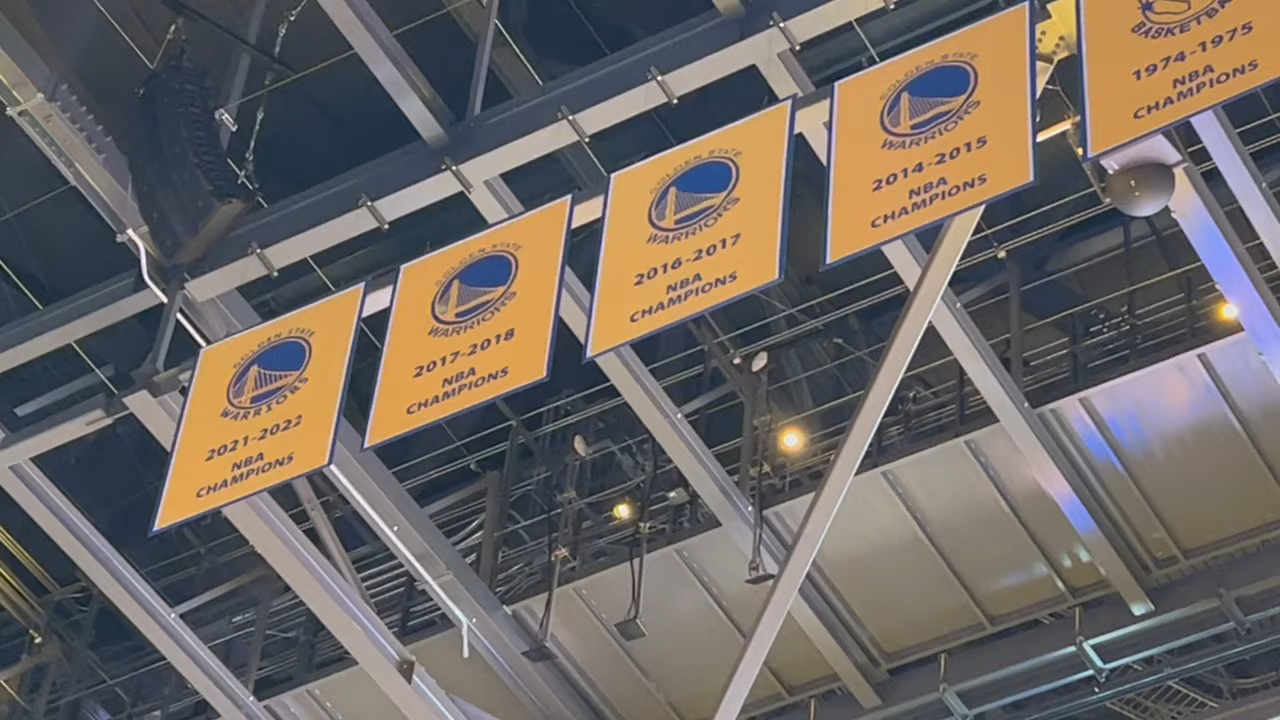 GOLDEN STATE
WARRIORS
2021-2022
NBA
CHAMPIONS
GOLDEN STATE
WARRIORS
2017-2018
NBA
CHAMPIONS
GOLDEN STATE
WARRIORS
2016-2017
NBA
CHAMPIONS
GOLDEN STATE
WARRIORS
2014-2015
NBA
CHAMPIONS
BASKETB
1974-1975
NBA
CHAMPIONS